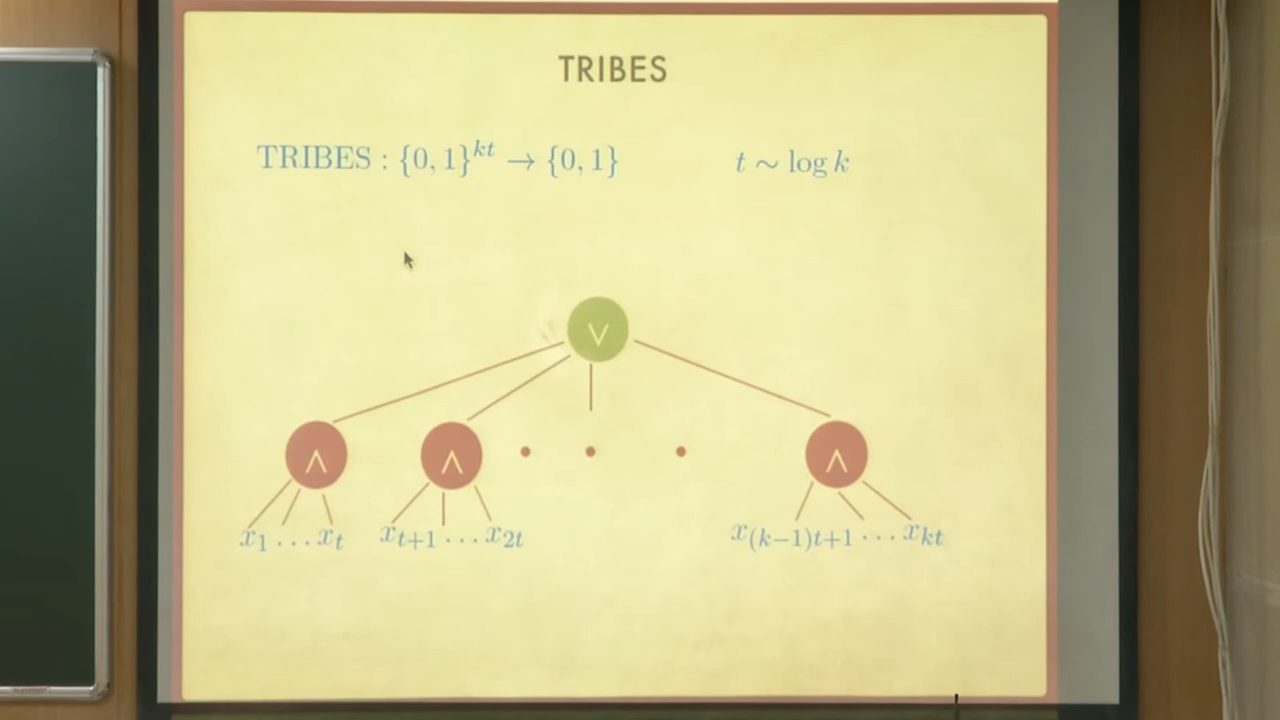 TRIBES
TRIBES : {0, 1}^{kt} → {0, 1} t ∼ log k
∨
∧ ∧ . . . ∧
x_1 ... x_t x_{t+1} ... x_{2t} x_{(k−1)t+1} ... x_{kt}